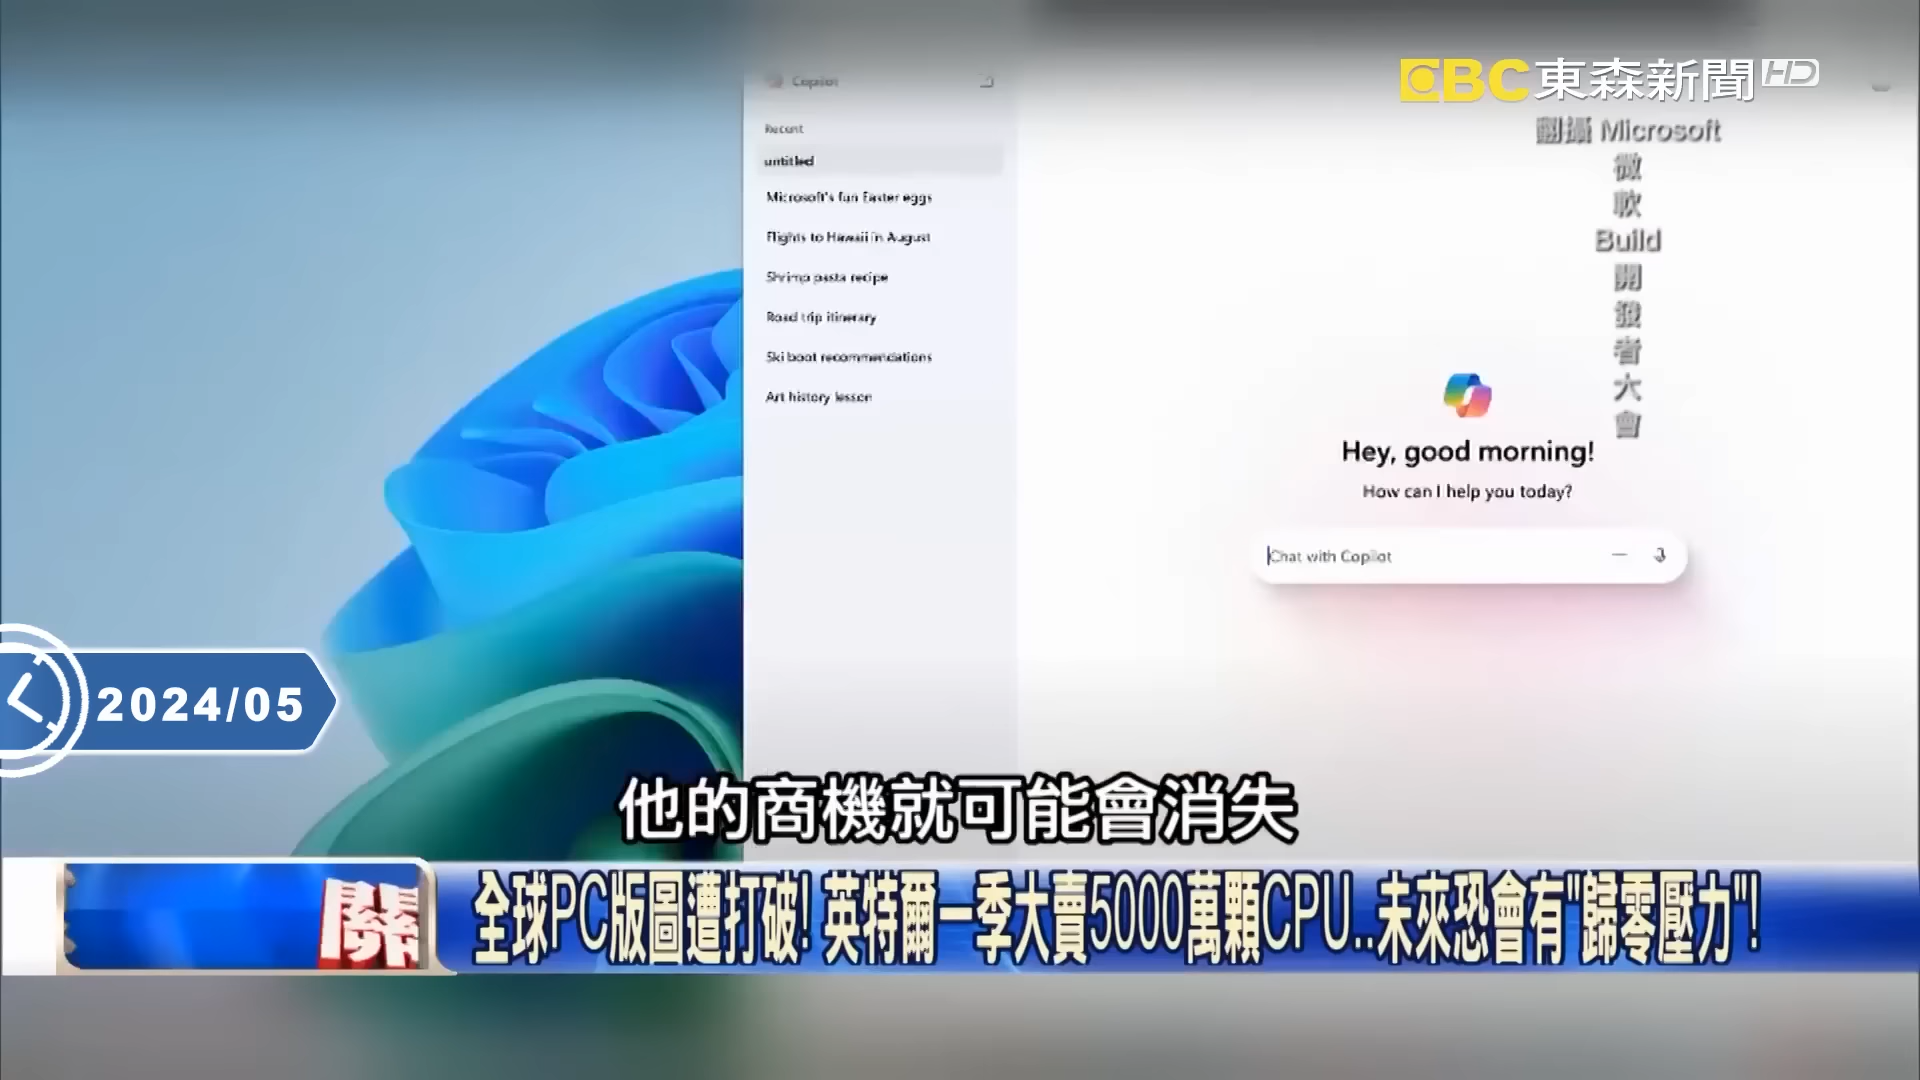 EBC東森新聞HD
翻攝 Microsoft
微
軟
Build
開
發
者
大
會
Copilot
Recent
untitled
Microsoft's fun Easter eggs
Flights to Hawaii in August
Shrimp pasta recipe
Road trip itinerary
Ski boot recommendations
Art history lesson
Hey, good morning!
How can I help you today?
Chat with Copilot
2024/05
他的商機就可能會消失
關
全球PC版圖遭打破! 英特爾一季大賣5000萬顆CPU..未來恐會有"歸零壓力"!